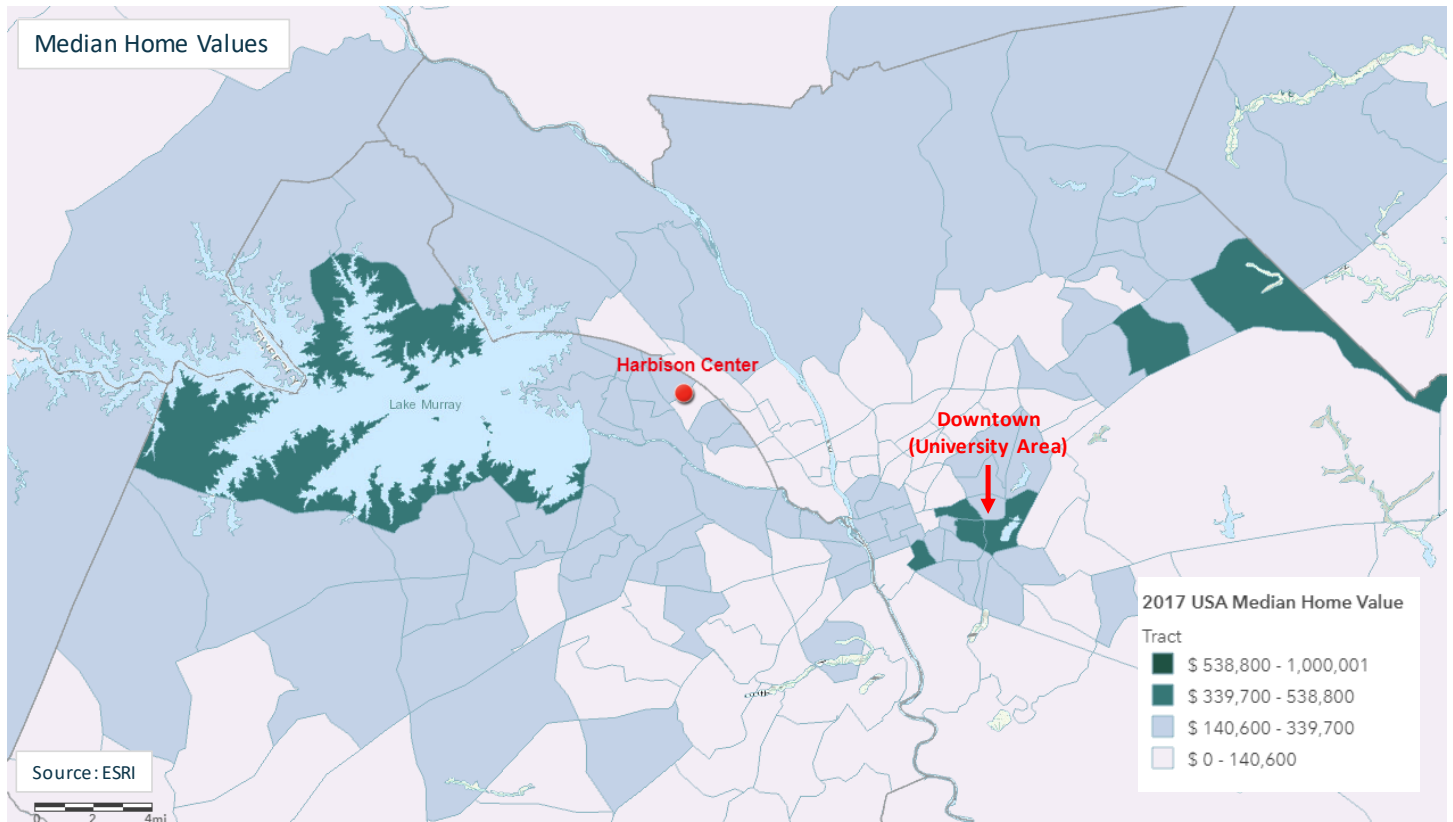 Median Home Values
Harbison Center
Lake Murray
Downtown
(University Area)
2017 USA Median Home Value
Tract
$ 538,800 - 1,000,001
$ 339,700 - 538,800
$ 140,600 - 339,700
$ 0 - 140,600
Source: ESRI
0 2 4mi